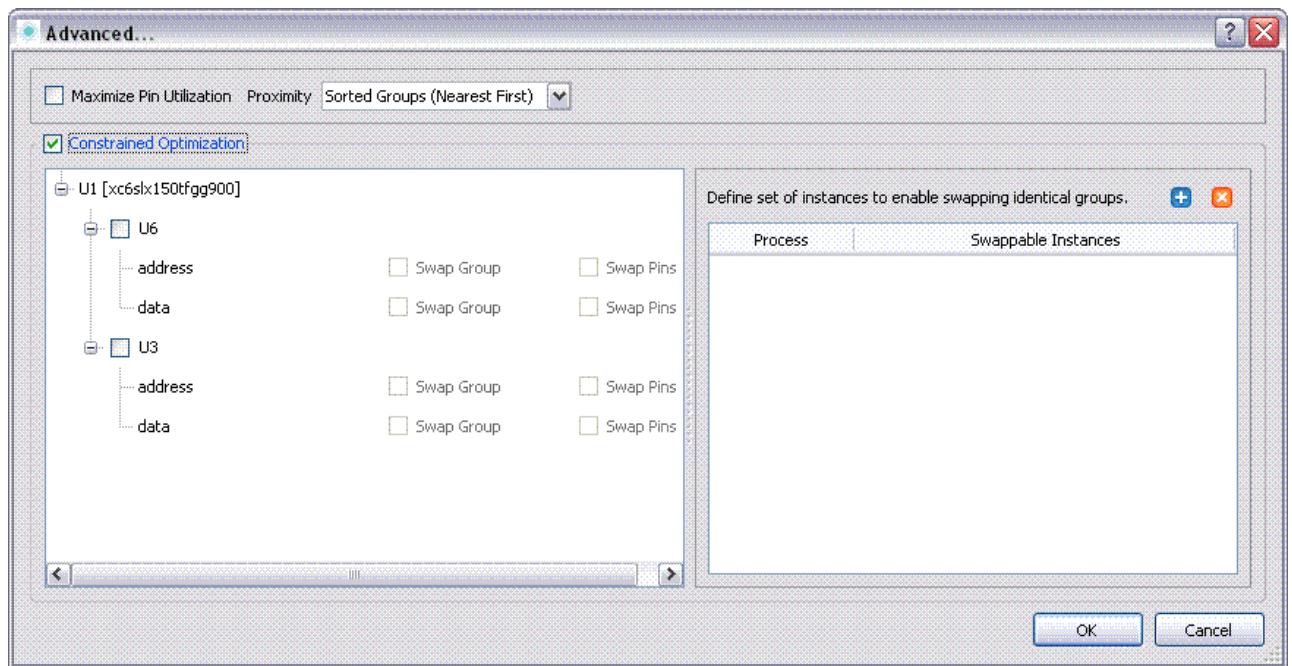 Advanced...
Maximize Pin Utilization Proximity Sorted Groups (Nearest First)
Constrained Optimization
U1 [xc6slx150tfgg900]
U6
address Swap Group Swap Pins
data Swap Group Swap Pins
U3
address Swap Group Swap Pins
data Swap Group Swap Pins
Define set of instances to enable swapping identical groups.
Process Swappable Instances
OK Cancel